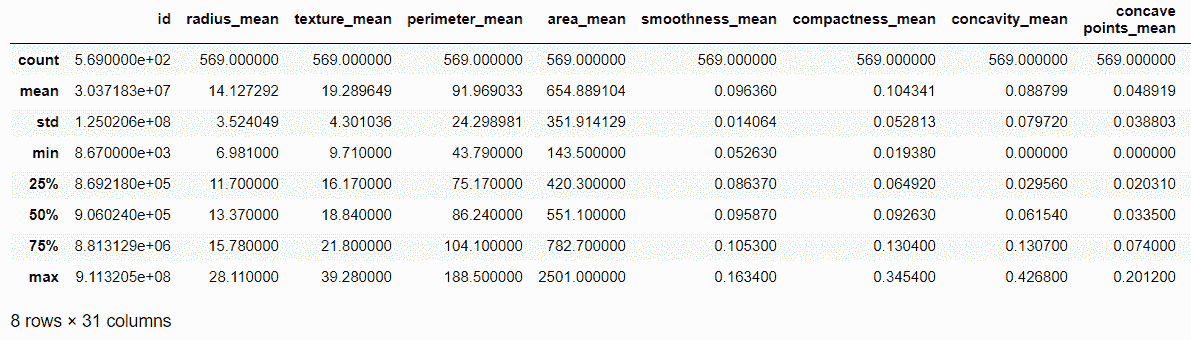 id radius_mean texture_mean perimeter_mean area_mean smoothness_mean compactness_mean concavity_mean concave points_mean
count 5.690000e+02 569.000000 569.000000 569.000000 569.000000 569.000000 569.000000 569.000000 569.000000
mean 3.037183e+07 14.127292 19.289649 91.969033 654.889104 0.096360 0.104341 0.088799 0.048919
std 1.250206e+08 3.524049 4.301036 24.298981 351.914129 0.014064 0.052813 0.079720 0.038803
min 8.670000e+03 6.981000 9.710000 43.790000 143.500000 0.052630 0.019380 0.000000 0.000000
25% 8.692180e+05 11.700000 16.170000 75.170000 420.300000 0.086370 0.064920 0.029560 0.020310
50% 9.060240e+05 13.370000 18.840000 86.240000 551.100000 0.095870 0.092630 0.061540 0.033500
75% 8.813129e+06 15.780000 21.800000 104.100000 782.700000 0.105300 0.130400 0.130700 0.074000
max 9.113205e+08 28.110000 39.280000 188.500000 2501.000000 0.163400 0.345400 0.426800 0.201200
8 rows × 31 columns